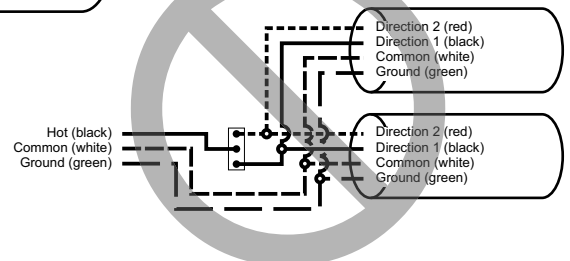 Direction 2 (red)
Direction 1 (black)
Common (white)
Ground (green)
Hot (black)
Common (white)
Ground (green)
Direction 2 (red)
Direction 1 (black)
Common (white)
Ground (green)